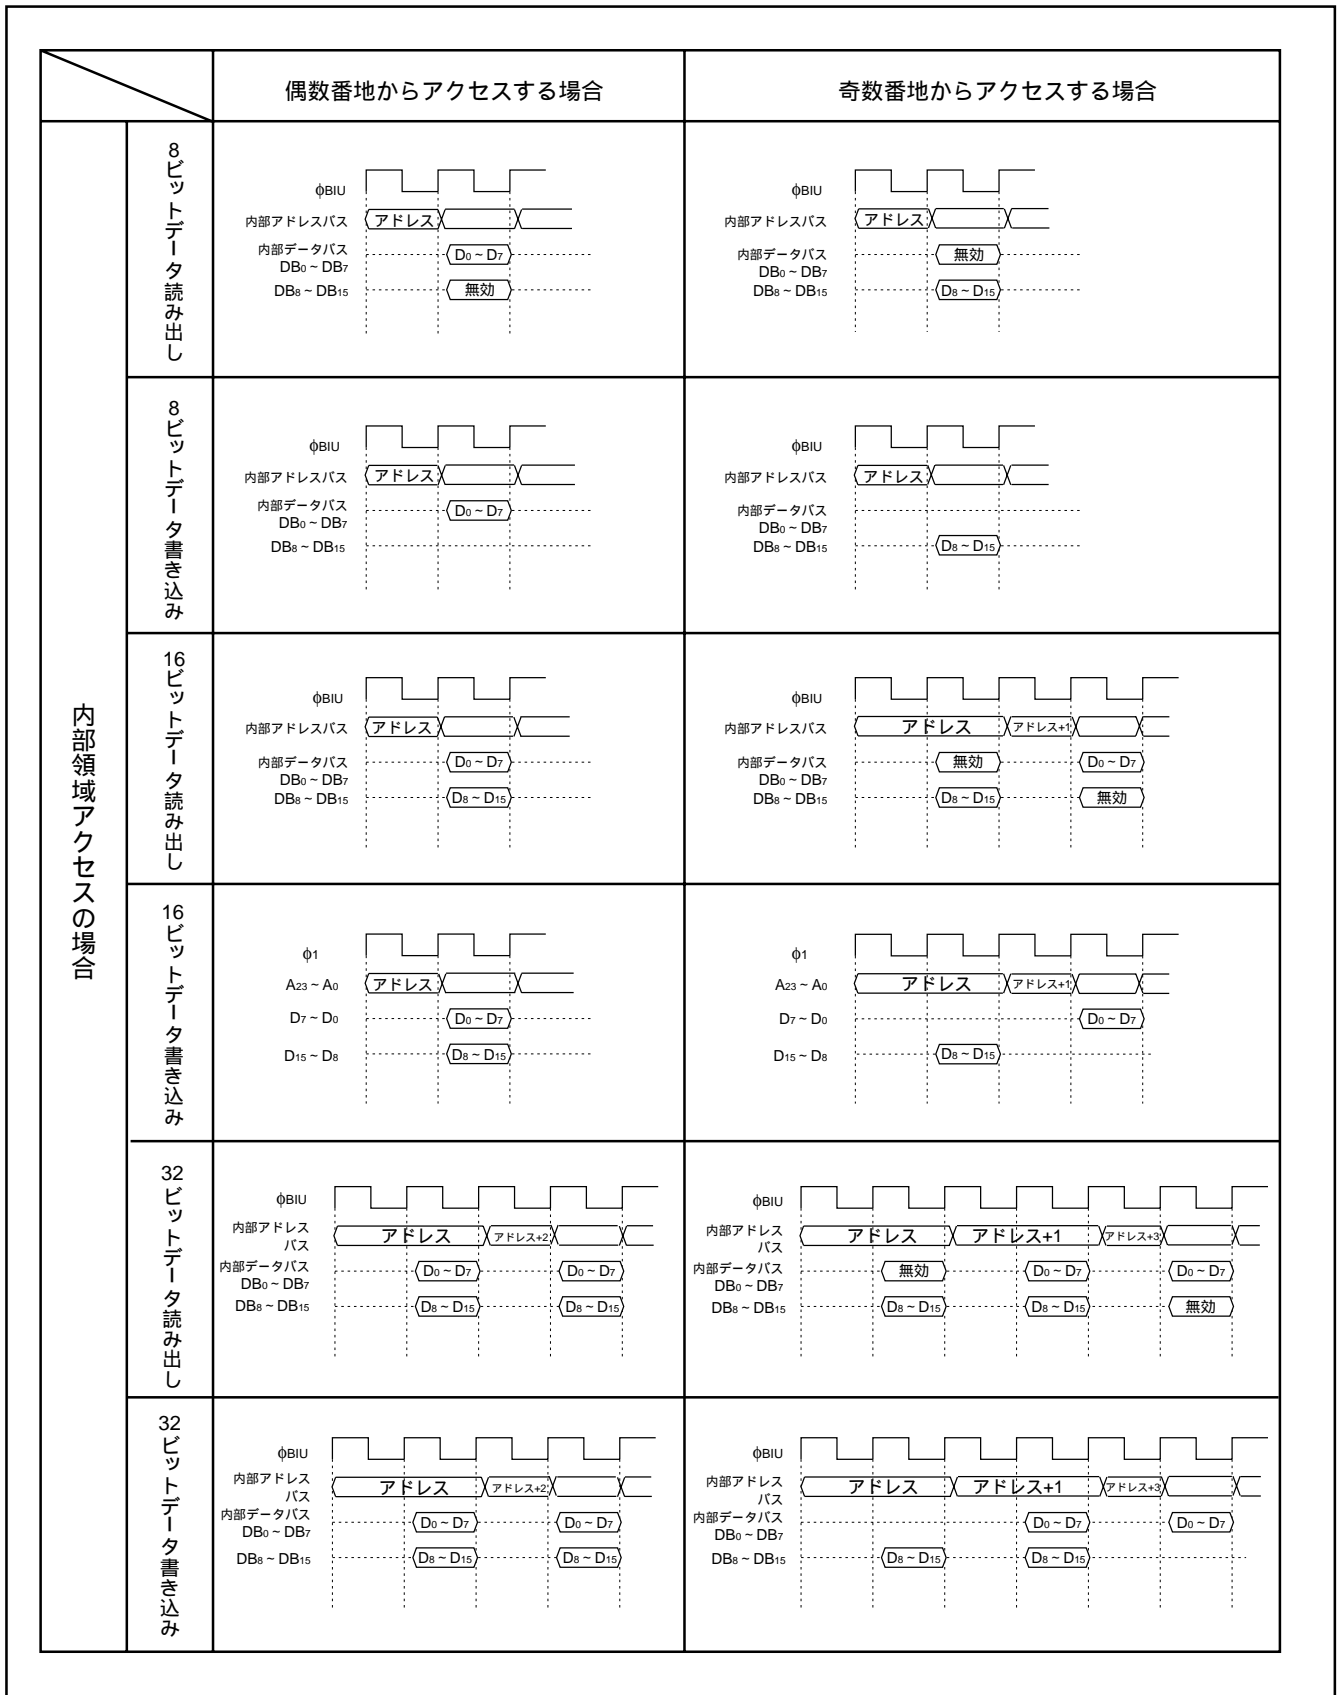 偶数番地からアクセスする場合
奇数番地からアクセスする場合
内部領域アクセスの場合
8ビットデータ読み出し
φBIU
内部アドレスバス
アドレス
内部データバス
DB0 ~ DB7
D0 ~ D7
DB8 ~ DB15
無効
φBIU
内部アドレスバス
アドレス
内部データバス
DB0 ~ DB7
無効
DB8 ~ DB15
D8 ~ D15
8ビットデータ書き込み
φBIU
内部アドレスバス
アドレス
内部データバス
DB0 ~ DB7
D0 ~ D7
DB8 ~ DB15
φBIU
内部アドレスバス
アドレス
内部データバス
DB0 ~ DB7
DB8 ~ DB15
D8 ~ D15
16ビットデータ読み出し
φBIU
内部アドレスバス
アドレス
内部データバス
DB0 ~ DB7
D0 ~ D7
DB8 ~ DB15
D8 ~ D15
φBIU
内部アドレスバス
アドレス アドレス+1
内部データバス
DB0 ~ DB7
無効 D0 ~ D7
DB8 ~ DB15
D8 ~ D15 無効
16ビットデータ書き込み
φ1
A23 ~ A0
アドレス
D7 ~ D0
D0 ~ D7
D15 ~ D8
D8 ~ D15
φ1
A23 ~ A0
アドレス アドレス+1
D7 ~ D0
D0 ~ D7
D15 ~ D8
D8 ~ D15
32ビットデータ読み出し
φBIU
内部アドレス
バス
アドレス アドレス+2
内部データバス
DB0 ~ DB7
D0 ~ D7 D0 ~ D7
DB8 ~ DB15
D8 ~ D15 D8 ~ D15
φBIU
内部アドレス
バス
アドレス アドレス+1 アドレス+3
内部データバス
DB0 ~ DB7
無効 D0 ~ D7 D0 ~ D7
DB8 ~ DB15
D8 ~ D15 D8 ~ D15 無効
32ビットデータ書き込み
φBIU
内部アドレス
バス
アドレス アドレス+2
内部データバス
DB0 ~ DB7
D0 ~ D7 D0 ~ D7
DB8 ~ DB15
D8 ~ D15 D8 ~ D15
φBIU
内部アドレス
バス
アドレス アドレス+1 アドレス+3
内部データバス
DB0 ~ DB7
D0 ~ D7 D0 ~ D7
DB8 ~ DB15
D8 ~ D15 D8 ~ D15